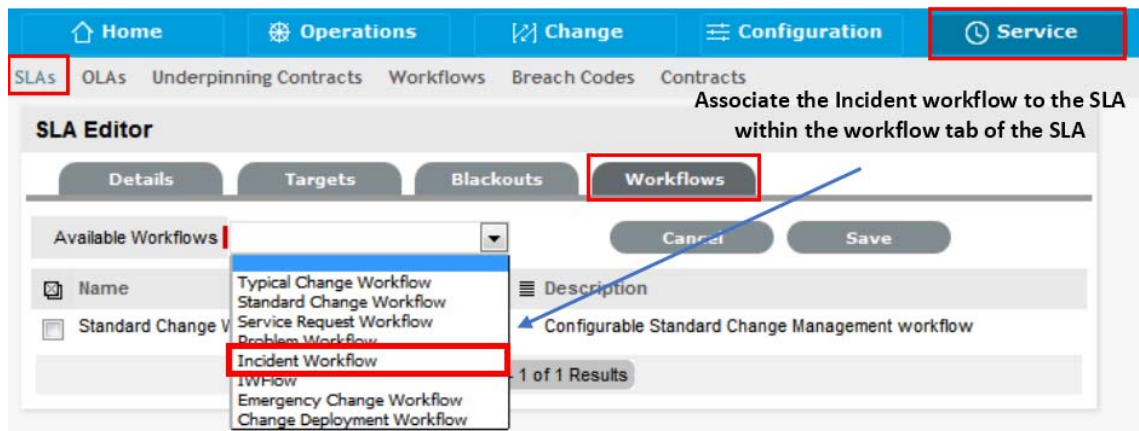 Home Operations Change Configuration Service
SLAs OLAs Underpinning Contracts Workflows Breach Codes Contracts
Associate the Incident workflow to the SLA
within the workflow tab of the SLA
SLA Editor
Details Targets Blackouts Workflows
Available Workflows Cancel Save
Name Description
Typical Change Workflow
Standard Change Workflow
Service Request Workflow
Problem Workflow
Incident Workflow
IWFlow
Emergency Change Workflow
Change Deployment Workflow
Standard Change W Configurable Standard Change Management workflow
- 1 of 1 Results